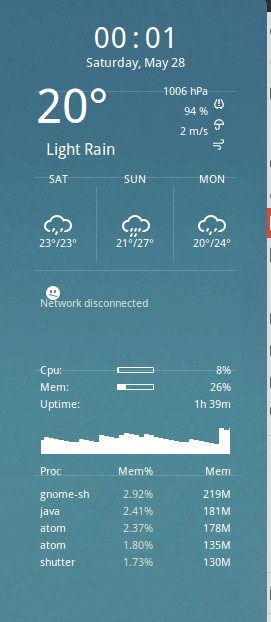 00:01
Saturday, May 28
20°
1006 hPa
94 %
2 m/s
Light Rain
SAT SUN MON
23°/23° 21°/27° 20°/24°
Network disconnected
Cpu: 8%
Mem: 26%
Uptime: 1h 39m
Proc Mem% Mem
gnome-sh 2.92% 219M
java 2.41% 181M
atom 2.37% 178M
atom 1.80% 135M
shutter 1.73% 130M